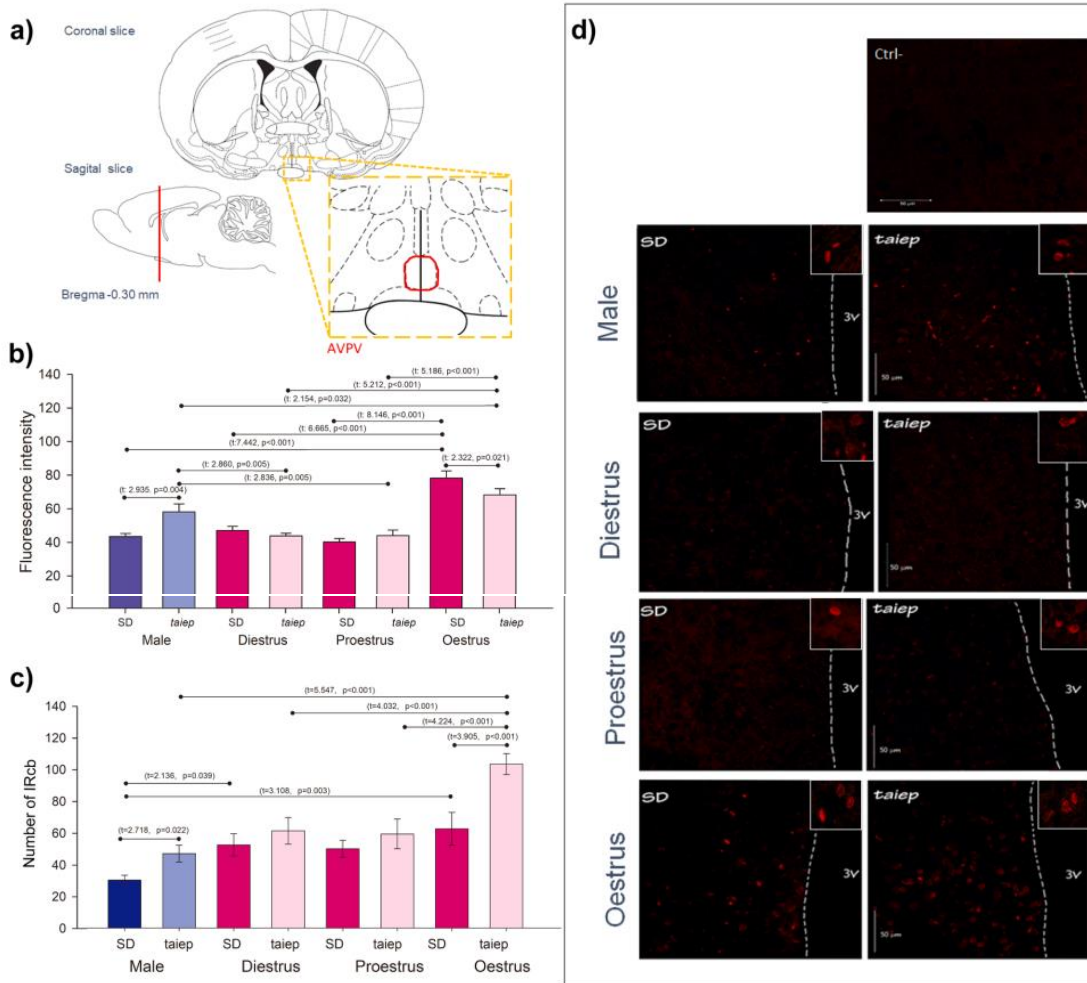 a)
Coronal slice
Sagital slice
Bregma -0.30 mm
AVPV
b)
Fluorescence intensity
140
120
100
80
60
40
20
0
(t: 5.186, p<0.001)
(t: 5.212, p<0.001)
(t: 2.154, p=0.032)
(t: 8.146, p<0.001)
(t: 6.665, p<0.001)
(t:7.442, p<0.001)
(t: 2.322, p=0.021)
(t: 2.860, p=0.005)
(t: 2.836, p=0.005)
(t: 2.935, p=0.004)
SD taiep SD taiep SD taiep SD taiep
Male Diestrus Proestrus Oestrus
c)
Number of IRcb
140
120
100
80
60
40
20
0
(t=5.547, p<0.001)
(t=4.032, p<0.001)
(t=4.224, p<0.001)
(t=3.905, p<0.001)
(t=2.136, p=0.039)
(t=3.108, p=0.003)
(t=2.718, p=0.022)
SD taiep SD taiep SD taiep SD taiep
Male Diestrus Proestrus Oestrus
d)
Ctrl-
50 µm
Male
SD
3V
taiep
3V
50 µm
Diestrus
SD
3V
taiep
3V
50 µm
Proestrus
SD
3V
taiep
3V
50 µm
Oestrus
SD
3V
taiep
3V
50 µm